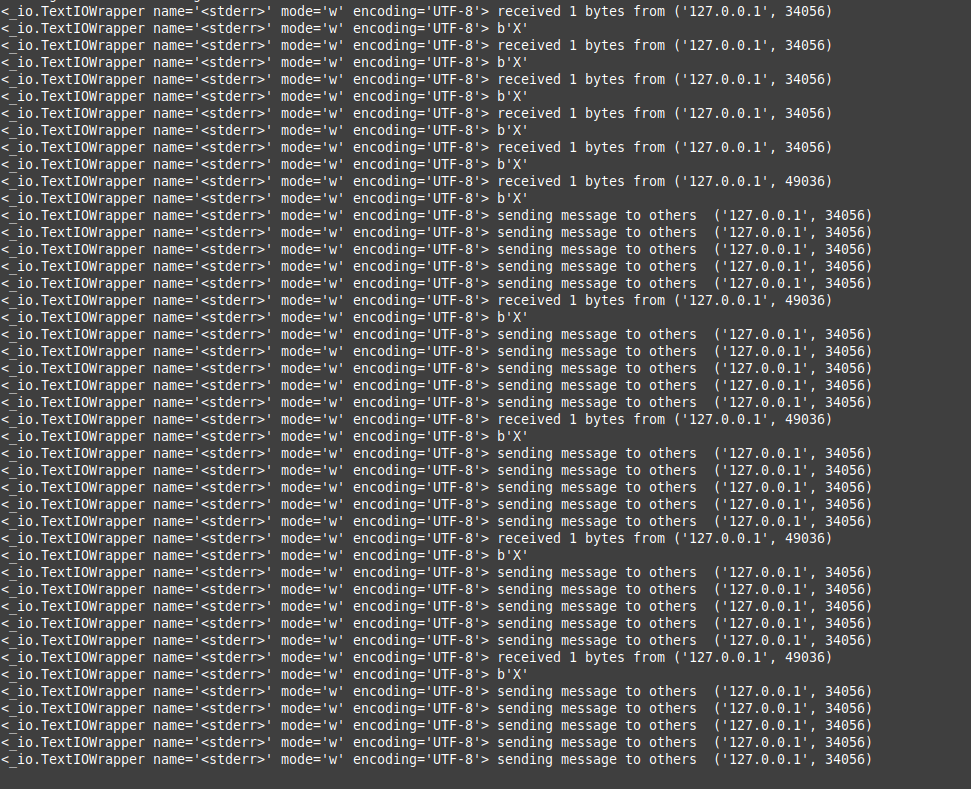 <_io.TextIOWrapper name='<stderr>' mode='w' encoding='UTF-8'> received 1 bytes from ('127.0.0.1', 34056)
<_io.TextIOWrapper name='<stderr>' mode='w' encoding='UTF-8'> b'X'
<_io.TextIOWrapper name='<stderr>' mode='w' encoding='UTF-8'> received 1 bytes from ('127.0.0.1', 34056)
<_io.TextIOWrapper name='<stderr>' mode='w' encoding='UTF-8'> b'X'
<_io.TextIOWrapper name='<stderr>' mode='w' encoding='UTF-8'> received 1 bytes from ('127.0.0.1', 34056)
<_io.TextIOWrapper name='<stderr>' mode='w' encoding='UTF-8'> b'X'
<_io.TextIOWrapper name='<stderr>' mode='w' encoding='UTF-8'> received 1 bytes from ('127.0.0.1', 34056)
<_io.TextIOWrapper name='<stderr>' mode='w' encoding='UTF-8'> b'X'
<_io.TextIOWrapper name='<stderr>' mode='w' encoding='UTF-8'> received 1 bytes from ('127.0.0.1', 34056)
<_io.TextIOWrapper name='<stderr>' mode='w' encoding='UTF-8'> b'X'
<_io.TextIOWrapper name='<stderr>' mode='w' encoding='UTF-8'> received 1 bytes from ('127.0.0.1', 49036)
<_io.TextIOWrapper name='<stderr>' mode='w' encoding='UTF-8'> b'X'
<_io.TextIOWrapper name='<stderr>' mode='w' encoding='UTF-8'> sending message to others  ('127.0.0.1', 34056)
<_io.TextIOWrapper name='<stderr>' mode='w' encoding='UTF-8'> sending message to others  ('127.0.0.1', 34056)
<_io.TextIOWrapper name='<stderr>' mode='w' encoding='UTF-8'> sending message to others  ('127.0.0.1', 34056)
<_io.TextIOWrapper name='<stderr>' mode='w' encoding='UTF-8'> sending message to others  ('127.0.0.1', 34056)
<_io.TextIOWrapper name='<stderr>' mode='w' encoding='UTF-8'> sending message to others  ('127.0.0.1', 34056)
<_io.TextIOWrapper name='<stderr>' mode='w' encoding='UTF-8'> received 1 bytes from ('127.0.0.1', 49036)
<_io.TextIOWrapper name='<stderr>' mode='w' encoding='UTF-8'> b'X'
<_io.TextIOWrapper name='<stderr>' mode='w' encoding='UTF-8'> sending message to others  ('127.0.0.1', 34056)
<_io.TextIOWrapper name='<stderr>' mode='w' encoding='UTF-8'> sending message to others  ('127.0.0.1', 34056)
<_io.TextIOWrapper name='<stderr>' mode='w' encoding='UTF-8'> sending message to others  ('127.0.0.1', 34056)
<_io.TextIOWrapper name='<stderr>' mode='w' encoding='UTF-8'> sending message to others  ('127.0.0.1', 34056)
<_io.TextIOWrapper name='<stderr>' mode='w' encoding='UTF-8'> sending message to others  ('127.0.0.1', 34056)
<_io.TextIOWrapper name='<stderr>' mode='w' encoding='UTF-8'> received 1 bytes from ('127.0.0.1', 49036)
<_io.TextIOWrapper name='<stderr>' mode='w' encoding='UTF-8'> b'X'
<_io.TextIOWrapper name='<stderr>' mode='w' encoding='UTF-8'> sending message to others  ('127.0.0.1', 34056)
<_io.TextIOWrapper name='<stderr>' mode='w' encoding='UTF-8'> sending message to others  ('127.0.0.1', 34056)
<_io.TextIOWrapper name='<stderr>' mode='w' encoding='UTF-8'> sending message to others  ('127.0.0.1', 34056)
<_io.TextIOWrapper name='<stderr>' mode='w' encoding='UTF-8'> sending message to others  ('127.0.0.1', 34056)
<_io.TextIOWrapper name='<stderr>' mode='w' encoding='UTF-8'> sending message to others  ('127.0.0.1', 34056)
<_io.TextIOWrapper name='<stderr>' mode='w' encoding='UTF-8'> received 1 bytes from ('127.0.0.1', 49036)
<_io.TextIOWrapper name='<stderr>' mode='w' encoding='UTF-8'> b'X'
<_io.TextIOWrapper name='<stderr>' mode='w' encoding='UTF-8'> sending message to others  ('127.0.0.1', 34056)
<_io.TextIOWrapper name='<stderr>' mode='w' encoding='UTF-8'> sending message to others  ('127.0.0.1', 34056)
<_io.TextIOWrapper name='<stderr>' mode='w' encoding='UTF-8'> sending message to others  ('127.0.0.1', 34056)
<_io.TextIOWrapper name='<stderr>' mode='w' encoding='UTF-8'> sending message to others  ('127.0.0.1', 34056)
<_io.TextIOWrapper name='<stderr>' mode='w' encoding='UTF-8'> sending message to others  ('127.0.0.1', 34056)
<_io.TextIOWrapper name='<stderr>' mode='w' encoding='UTF-8'> received 1 bytes from ('127.0.0.1', 49036)
<_io.TextIOWrapper name='<stderr>' mode='w' encoding='UTF-8'> b'X'
<_io.TextIOWrapper name='<stderr>' mode='w' encoding='UTF-8'> sending message to others  ('127.0.0.1', 34056)
<_io.TextIOWrapper name='<stderr>' mode='w' encoding='UTF-8'> sending message to others  ('127.0.0.1', 34056)
<_io.TextIOWrapper name='<stderr>' mode='w' encoding='UTF-8'> sending message to others  ('127.0.0.1', 34056)
<_io.TextIOWrapper name='<stderr>' mode='w' encoding='UTF-8'> sending message to others  ('127.0.0.1', 34056)
<_io.TextIOWrapper name='<stderr>' mode='w' encoding='UTF-8'> sending message to others  ('127.0.0.1', 34056)